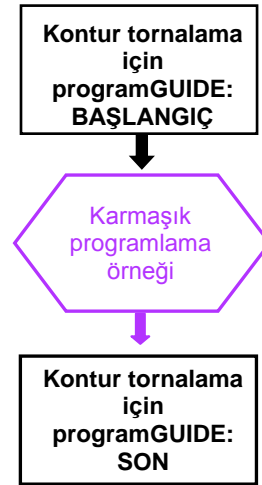 Kontur tornalama
için
programGUIDE:
BAŞLANGIÇ
Karmaşık
programlama
örneği
Kontur tornalama
için
programGUIDE:
SON